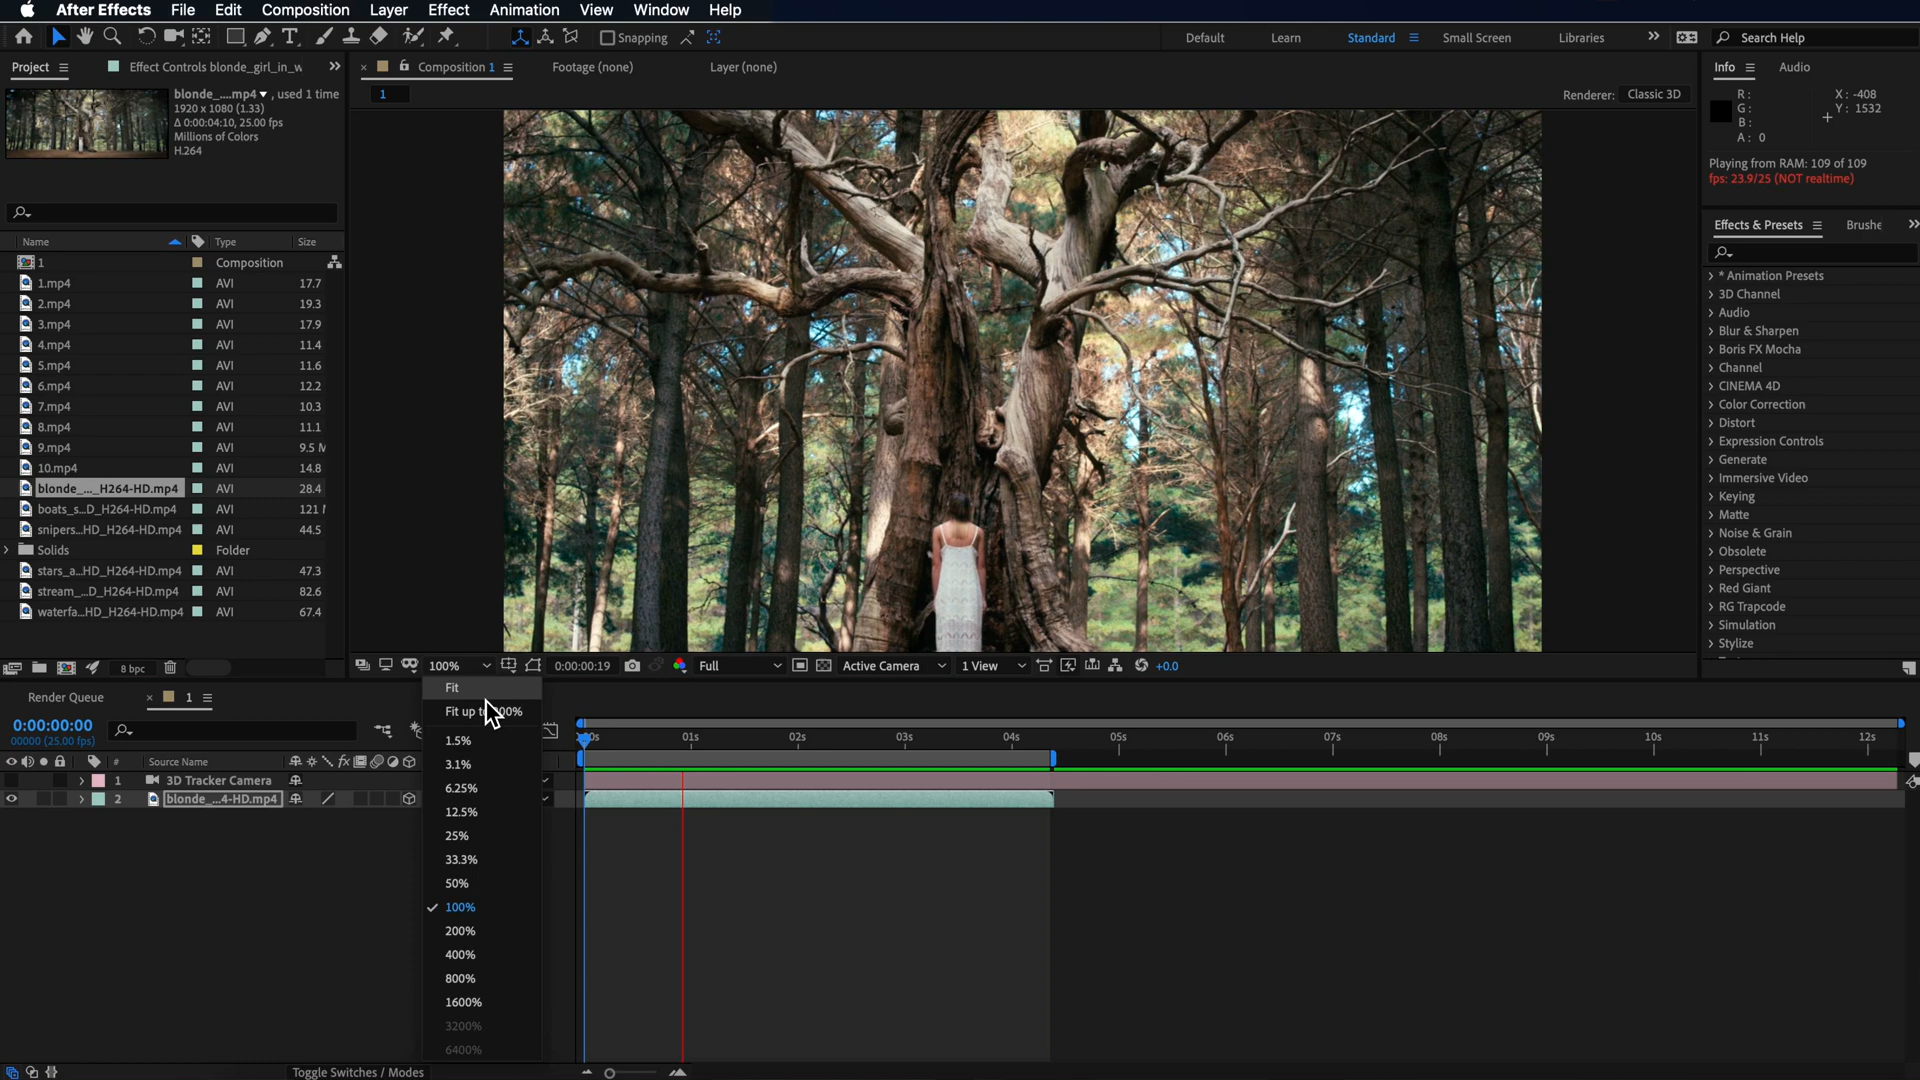 After Effects File Edit Composition Layer Effect Animation View Window Help
Snapping Default Learn Standard Small Screen Libraries Search Help
Project Effect Controls blonde_girl_in_w Composition 1 Footage (none) Layer (none) Info Audio
1 Renderer: Classic 3D
blonde_....mp4 , used 1 time
1920 x 1080 (1.33)
Δ 0:00:04:10, 25.00 fps
Millions of Colors
H.264
R: X: -408
G: Y: 1532
B:
A: 0
Playing from RAM: 109 of 109
fps: 23.9/25 (NOT realtime)
Name Type Size
1 Composition
1.mp4 AVI 17.7
2.mp4 AVI 19.3
3.mp4 AVI 17.9
4.mp4 AVI 11.4
5.mp4 AVI 11.6
6.mp4 AVI 12.2
7.mp4 AVI 10.3
8.mp4 AVI 11.1
9.mp4 AVI 9.5 M
10.mp4 AVI 14.8
blonde_..._H264-HD.mp4 AVI 28.4
boats_s...D_H264-HD.mp4 AVI 121
snipers...HD_H264-HD.mp4 AVI 44.5
Solids Folder
stars_a...HD_H264-HD.mp4 AVI 47.3
stream_...D_H264-HD.mp4 AVI 82.6
waterfa...HD_H264-HD.mp4 AVI 67.4
8 bpc
Effects & Presets Brushe
* Animation Presets
3D Channel
Audio
Blur & Sharpen
Boris FX Mocha
Channel
CINEMA 4D
Color Correction
Distort
Expression Controls
Generate
Immersive Video
Keying
Matte
Noise & Grain
Obsolete
Perspective
Red Giant
RG Trapcode
Simulation
Stylize
100% 0:00:00:19 Full Active Camera 1 View +0.0
Render Queue 1
0:00:00:00
00000 (25.00 fps)
# Source Name
1 3D Tracker Camera
2 blonde_...4-HD.mp4
Fit
Fit up t
1.5%
3.1%
6.25%
12.5%
25%
33.3%
50%
100%
200%
400%
800%
1600%
3200%
6400%
01s 02s 03s 04s 05s 06s 07s 08s 09s 10s 11s 12s
Toggle Switches / Modes